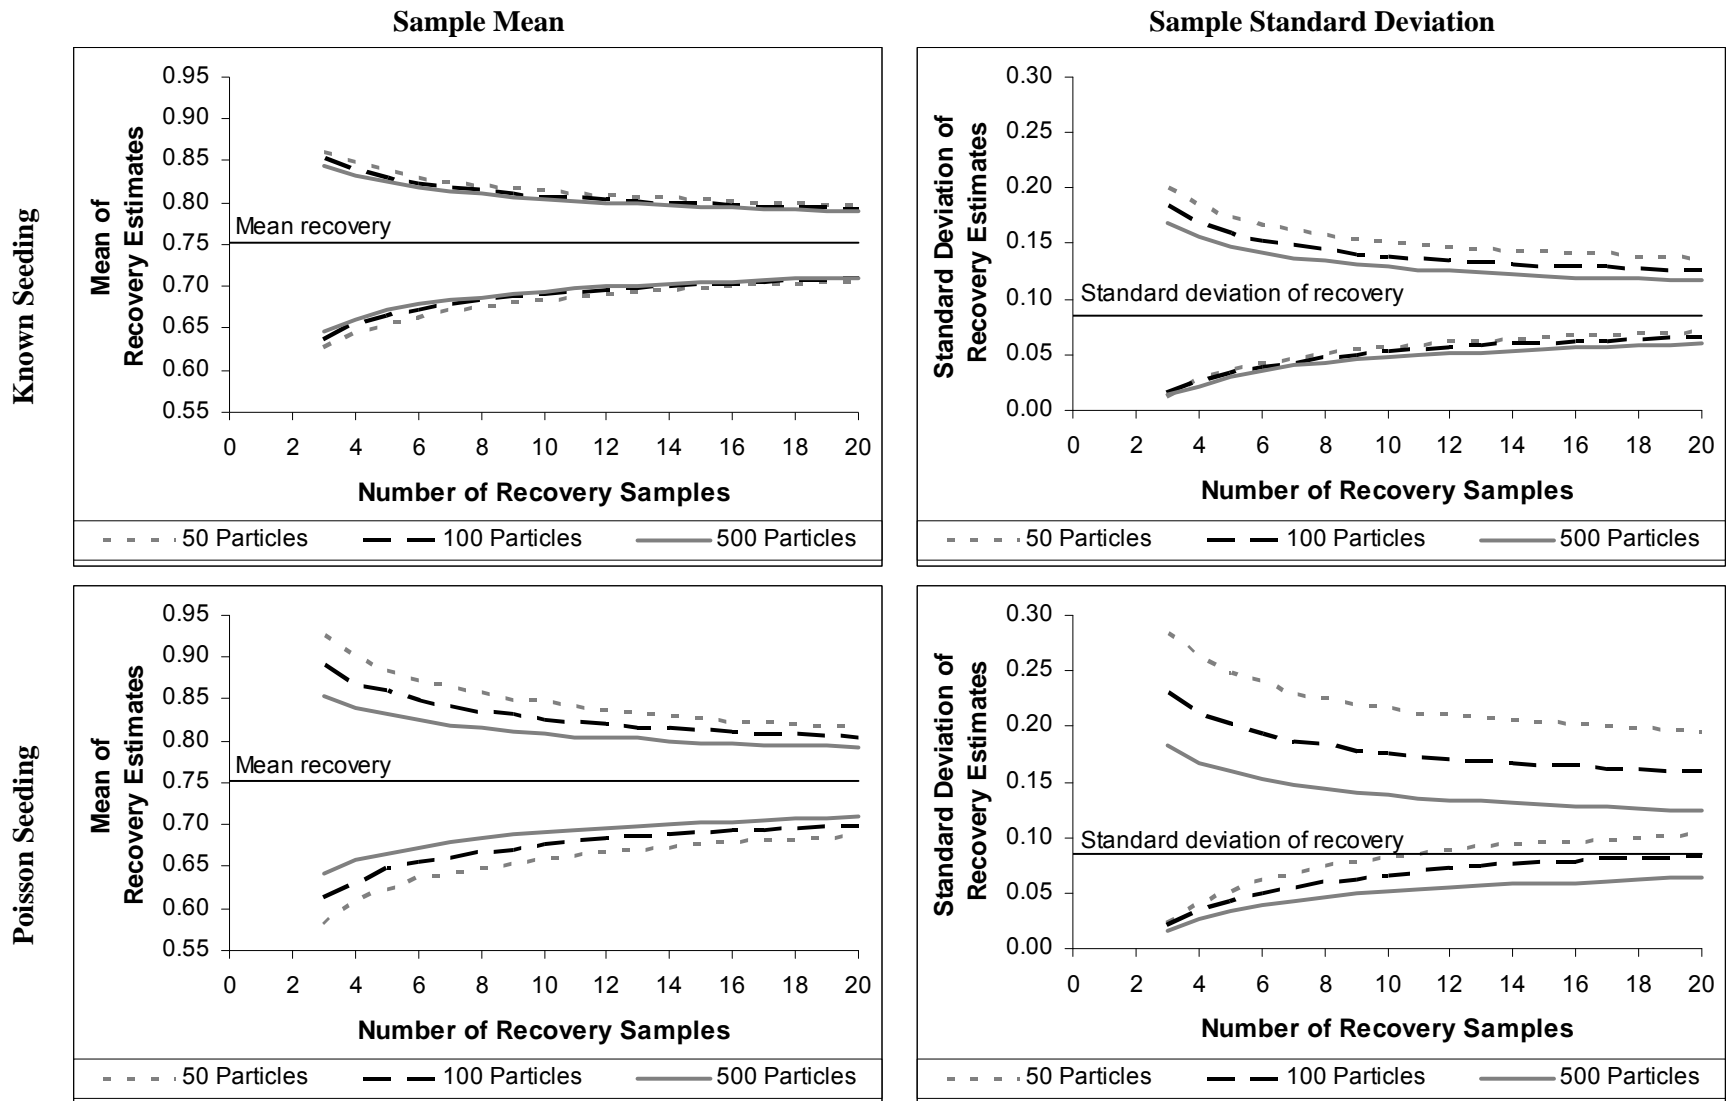 Sample Mean
Sample Standard Deviation
Known Seeding
Mean of
Recovery Estimates
0.95
0.90
0.85
0.80
0.75
0.70
0.65
0.60
0.55
Mean recovery
0 2 4 6 8 10 12 14 16 18 20
Number of Recovery Samples
50 Particles 100 Particles 500 Particles
Standard Deviation of
Recovery Estimates
0.30
0.25
0.20
0.15
0.10
0.05
0.00
Standard deviation of recovery
0 2 4 6 8 10 12 14 16 18 20
Number of Recovery Samples
50 Particles 100 Particles 500 Particles
Poisson Seeding
Mean of
Recovery Estimates
0.95
0.90
0.85
0.80
0.75
0.70
0.65
0.60
0.55
Mean recovery
0 2 4 6 8 10 12 14 16 18 20
Number of Recovery Samples
50 Particles 100 Particles 500 Particles
Standard Deviation of
Recovery Estimates
0.30
0.25
0.20
0.15
0.10
0.05
0.00
Standard deviation of recovery
0 2 4 6 8 10 12 14 16 18 20
Number of Recovery Samples
50 Particles 100 Particles 500 Particles